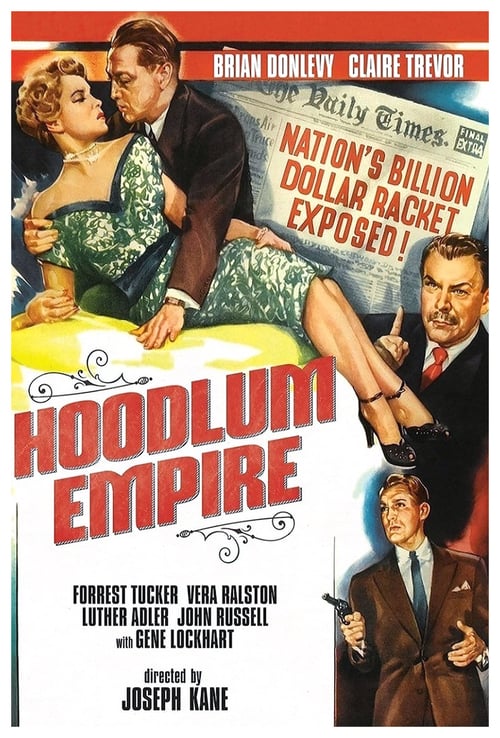 BRIAN DONLEVY CLAIRE TREVOR
The Daily Times.
FINAL
EXTRA
NATION'S BILLION
DOLLAR RACKET
EXPOSED!
HOODLUM
EMPIRE
FORREST TUCKER VERA RALSTON
LUTHER ADLER JOHN RUSSELL
with GENE LOCKHART
directed by
JOSEPH KANE